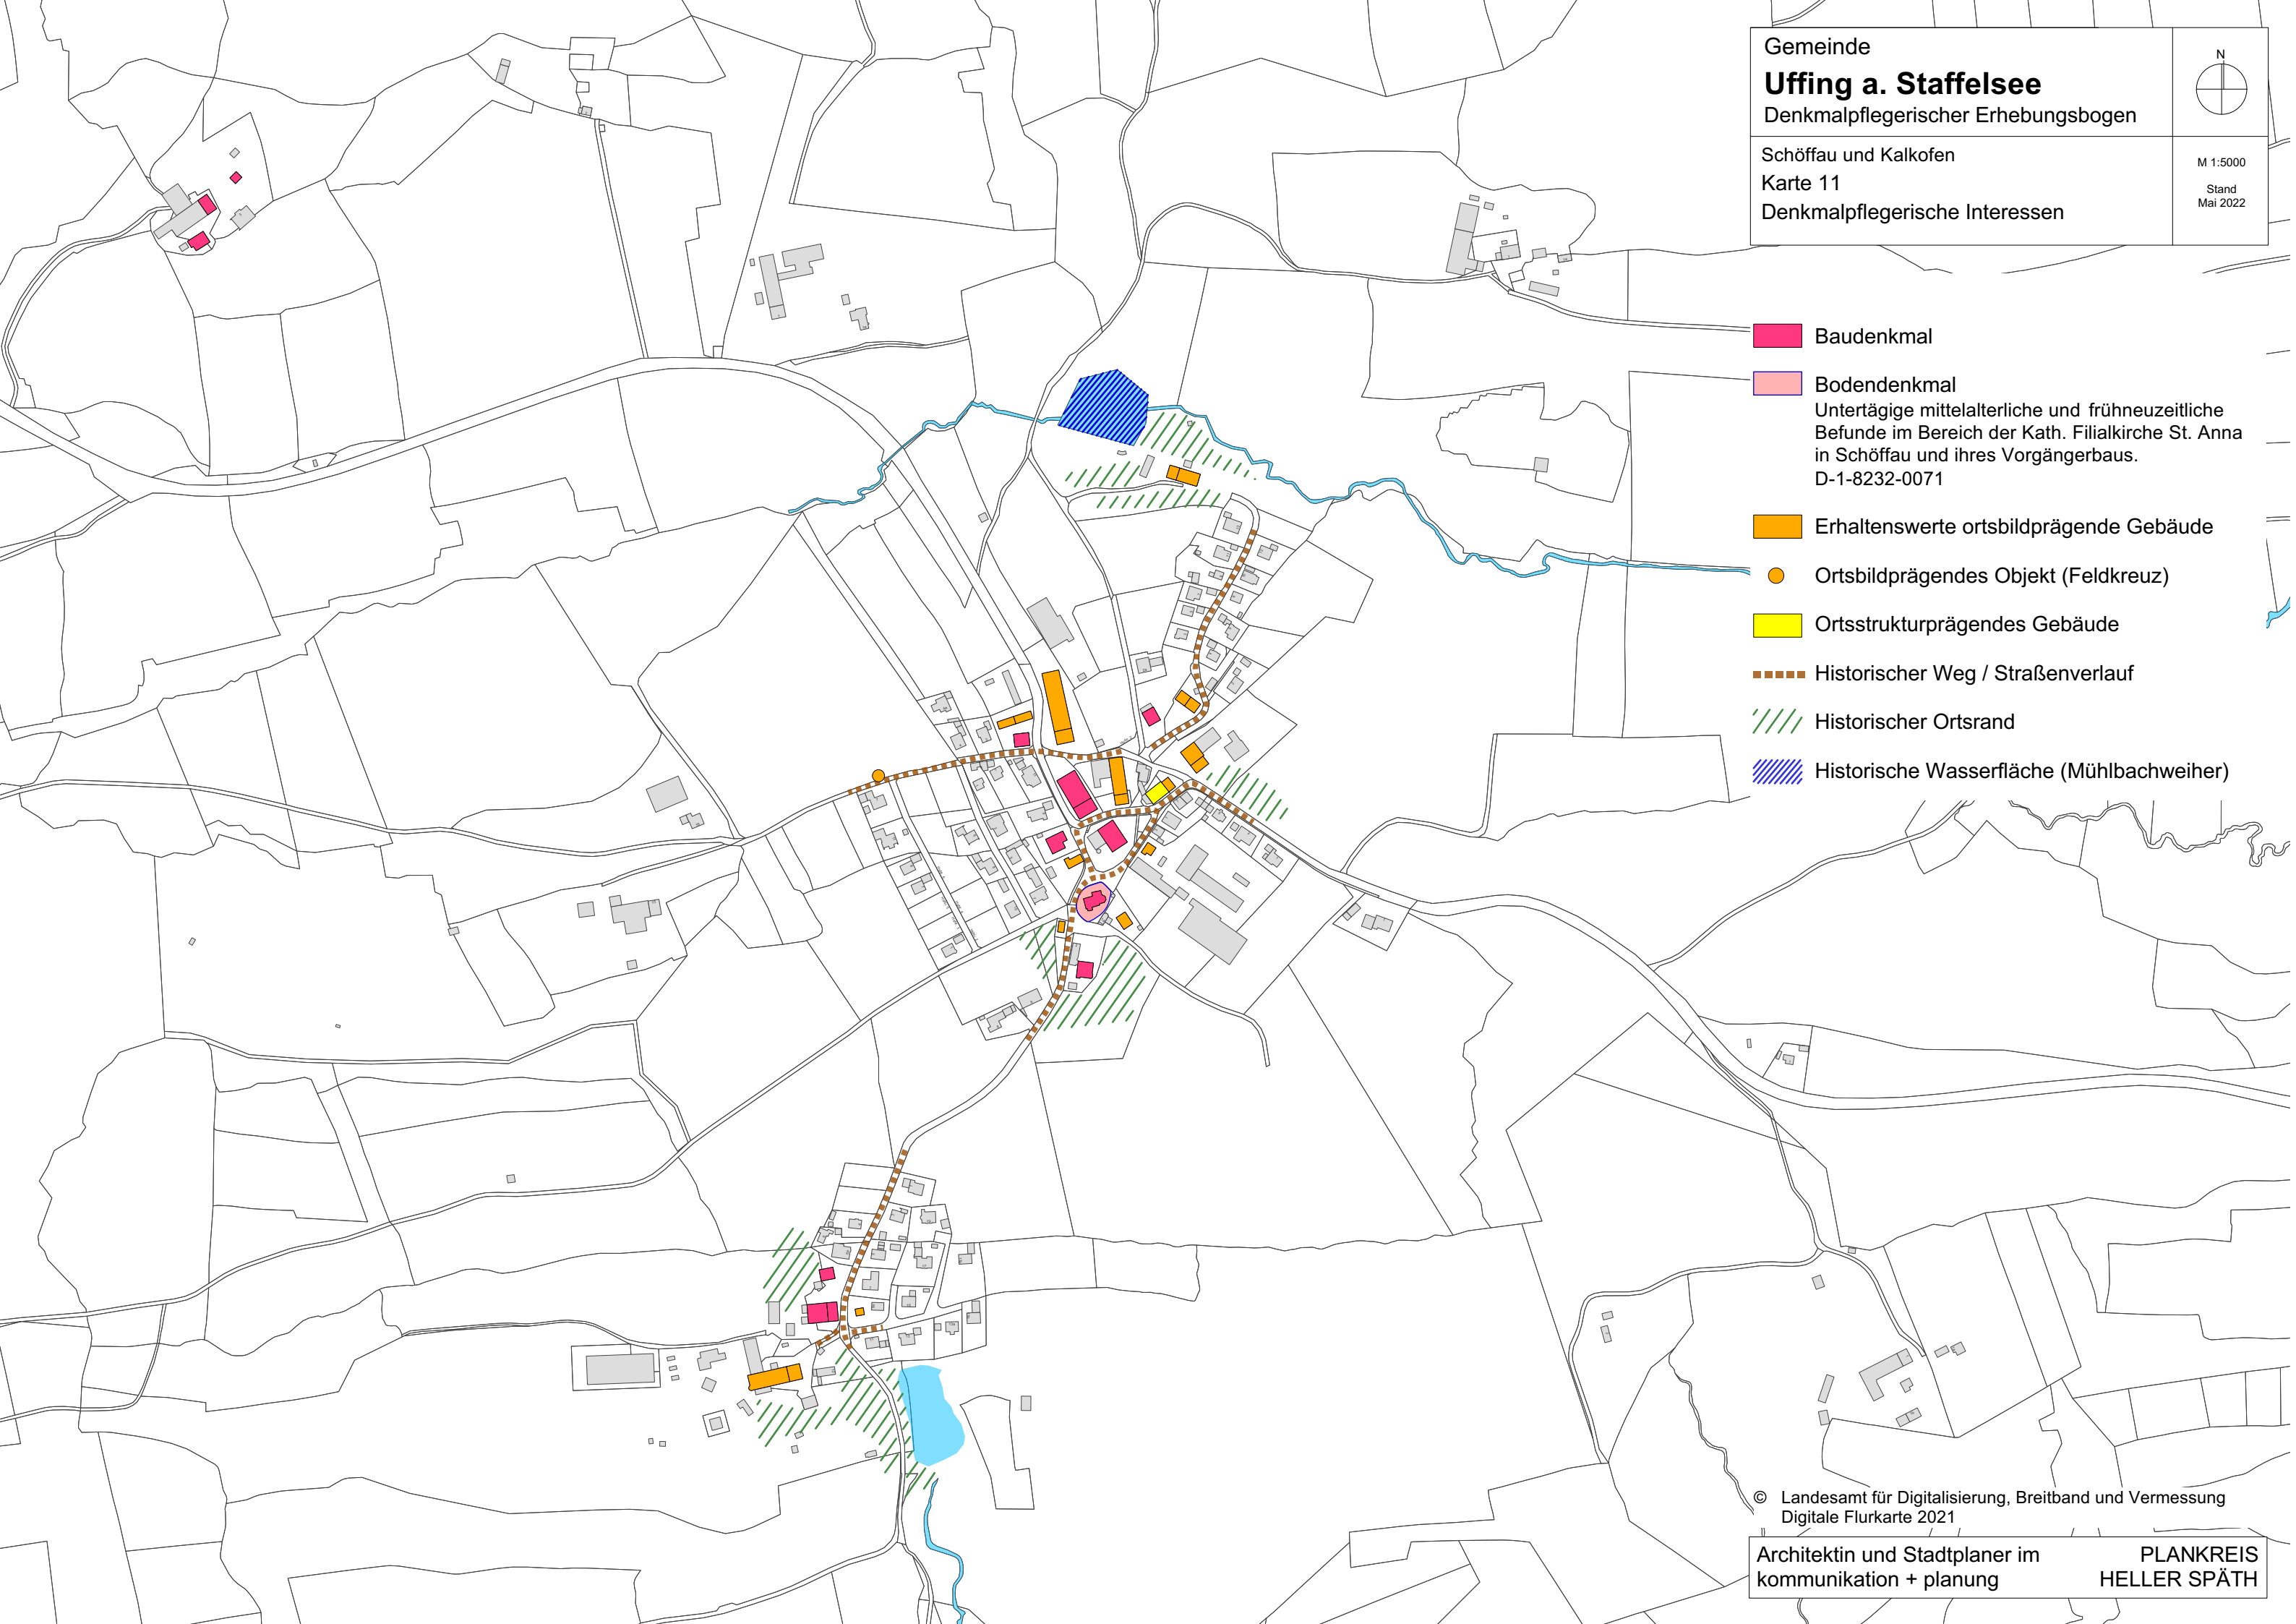 Gemeinde
Uffing a. Staffelsee
Denkmalpflegerischer Erhebungsbogen
N
Schöffau und Kalkofen
Karte 11
Denkmalpflegerische Interessen
M 1:5000
Stand
Mai 2022
Baudenkmal
Bodendenkmal
Untertägige mittelalterliche und frühneuzeitliche
Befunde im Bereich der Kath. Filialkirche St. Anna
in Schöffau und ihres Vorgängerbaus.
D-1-8232-0071
Erhaltenswerte ortsbildprägende Gebäude
Ortsbildprägendes Objekt (Feldkreuz)
Ortsstrukturprägendes Gebäude
Historischer Weg / Straßenverlauf
Historischer Ortsrand
Historische Wasserfläche (Mühlbachweiher)
© Landesamt für Digitalisierung, Breitband und Vermessung
Digitale Flurkarte 2021
Architektin und Stadtplaner im
kommunikation + planung
PLANKREIS
HELLER SPÄTH